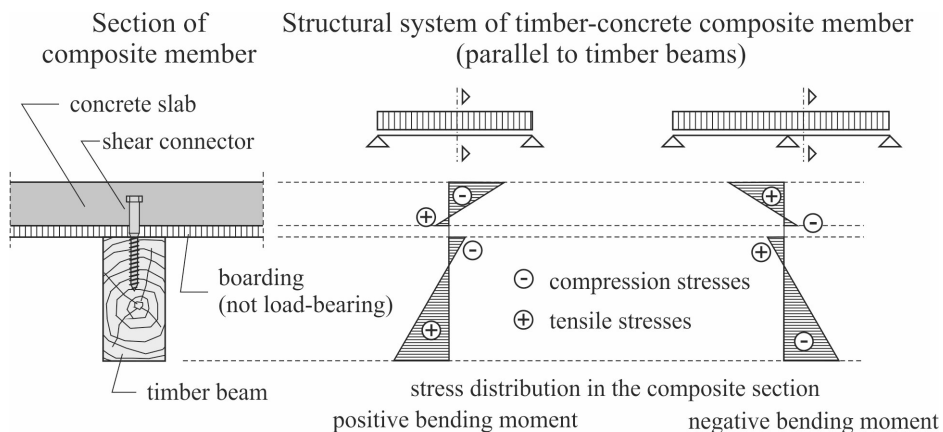 Section of
composite member
Structural system of timber-concrete composite member
(parallel to timber beams)
concrete slab
shear connector
boarding
(not load-bearing)
timber beam
-
+
-
+
- compression stresses
+ tensile stresses
+
-
+
-
stress distribution in the composite section
positive bending moment
negative bending moment